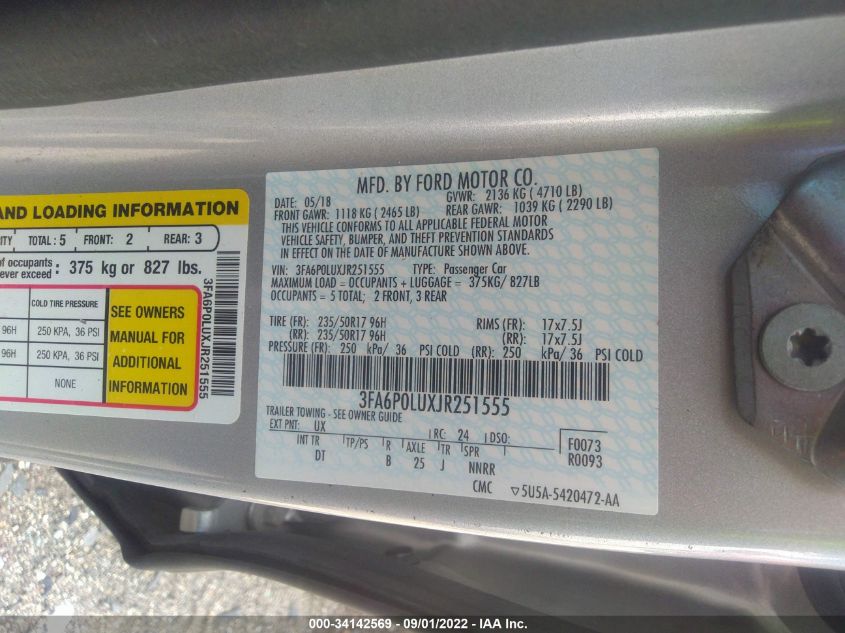 AND LOADING INFORMATION
ITY TOTAL: 5 FRONT: 2 REAR: 3
of occupants : 375 kg or 827 lbs.
never exceed
COLD TIRE PRESSURE
96H 250 KPA, 36 PSI
96H 250 KPA, 36 PSI
NONE
SEE OWNERS
MANUAL FOR
ADDITIONAL
INFORMATION
3FA6P0LUXJR251555
MFD. BY FORD MOTOR CO.
DATE: 05/18 GVWR: 2136 KG ( 4710 LB)
FRONT GAWR: 1118 KG ( 2465 LB) REAR GAWR: 1039 KG ( 2290 LB)
THIS VEHICLE CONFORMS TO ALL APPLICABLE FEDERAL MOTOR
VEHICLE SAFETY, BUMPER, AND THEFT PREVENTION STANDARDS
IN EFFECT ON THE DATE OF MANUFACTURE SHOWN ABOVE.
VIN: 3FA6P0LUXJR251555 TYPE: Passenger Car
MAXIMUM LOAD = OCCUPANTS + LUGGAGE = 375KG/ 827LB
OCCUPANTS = 5 TOTAL; 2 FRONT, 3 REAR
TIRE (FR): 235/50R17 96H RIMS (FR): 17x7.5J
(RR): 235/50R17 96H (RR): 17x7.5J
PRESSURE (FR): 250 kPa/ 36 PSI COLD (RR): 250 kPa/ 36 PSI COLD
3FA6P0LUXJR251555
TRAILER TOWING - SEE OWNER GUIDE
EXT PNT: UX RC: 24 DSO: F0073
INT TR TP/PS R AXLE TR SPR R0093
DT B 25 J NNRR
CMC ▽5U5A-5420472-AA
000-34142569 - 09/01/2022 - IAA Inc.